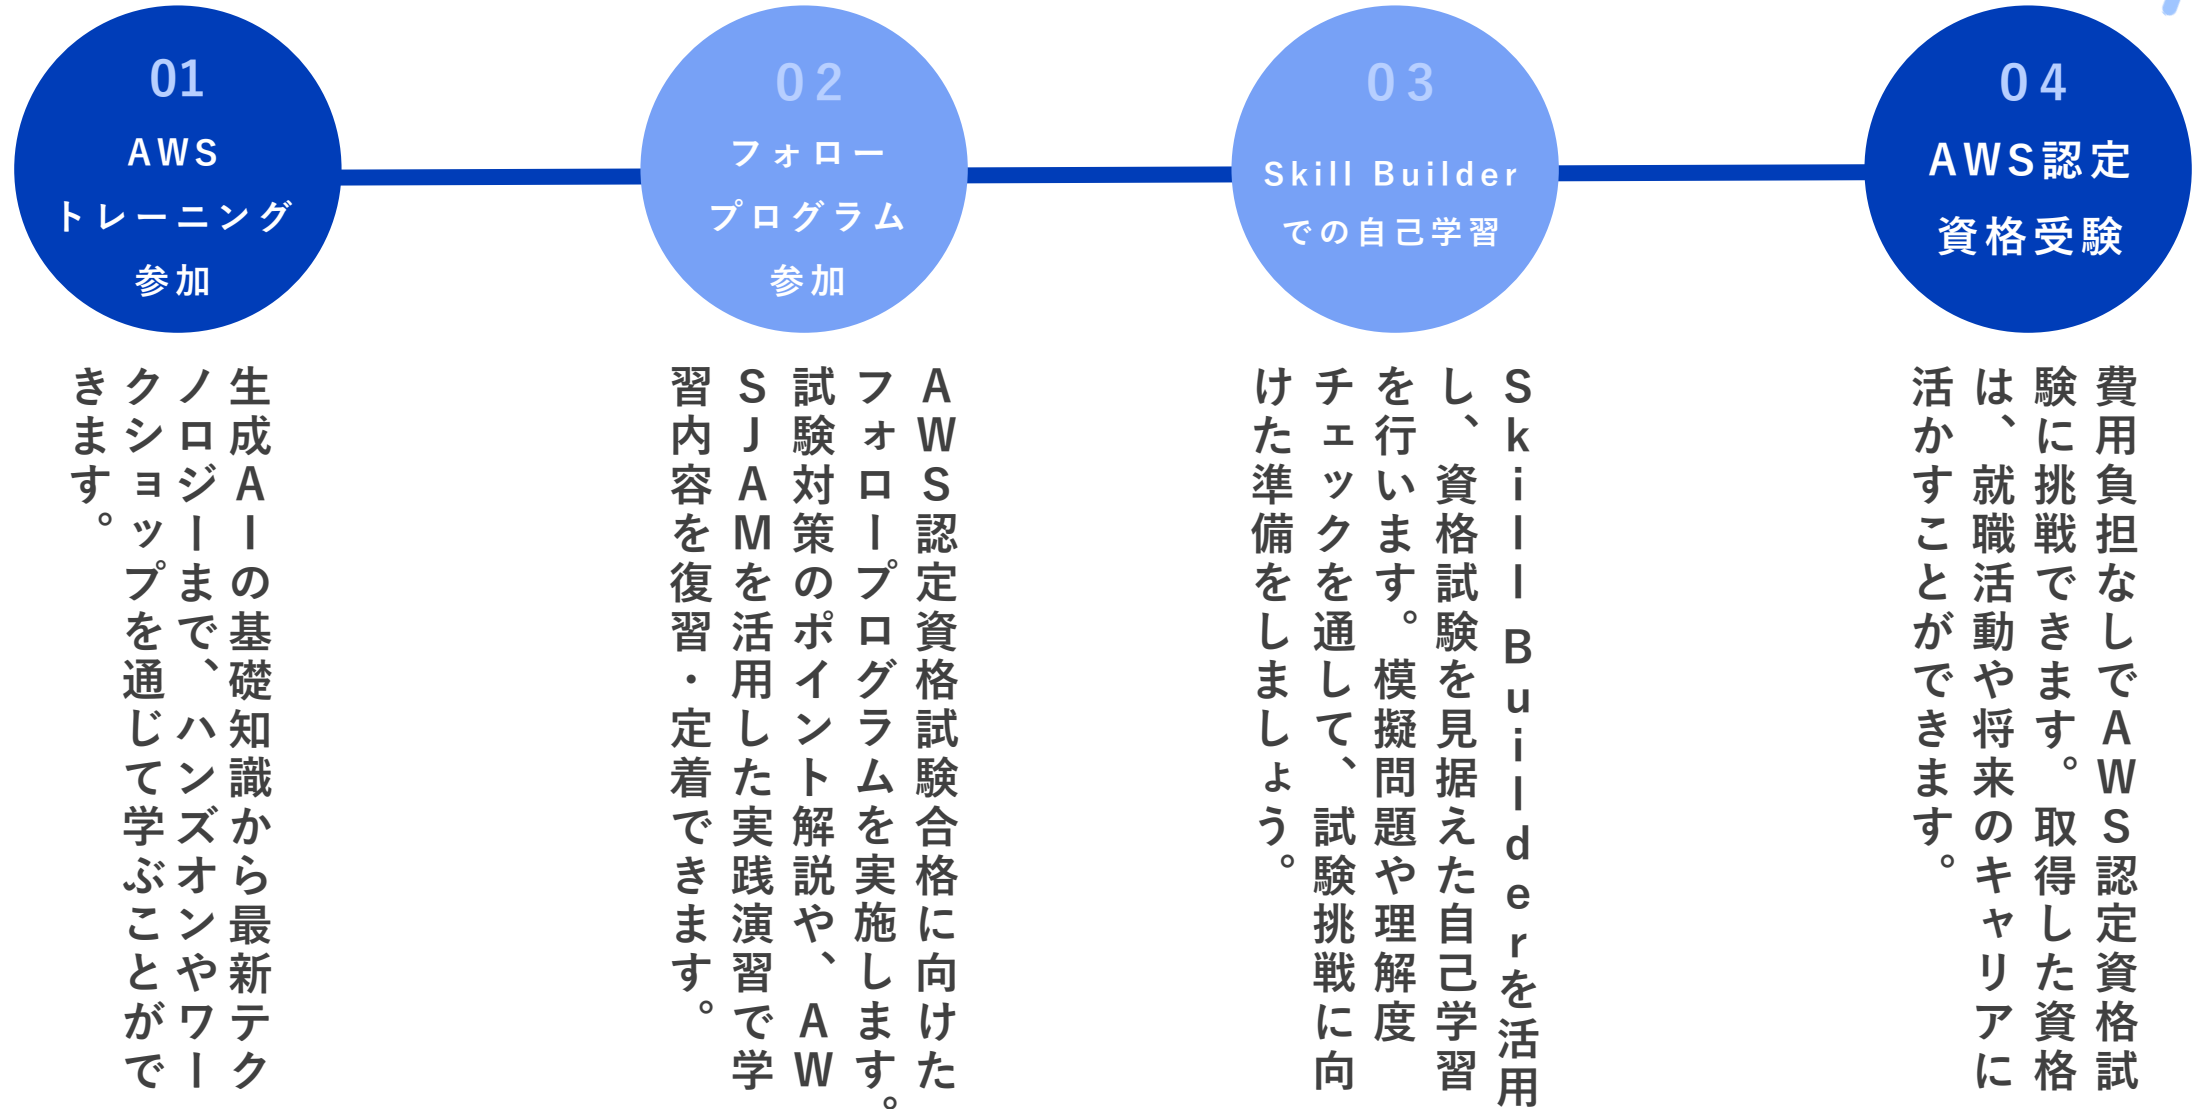 01
AWS
トレーニング
参加
生成AIの基礎知識から最新テク
ノロジーまで、ハンズオンやワー
クショップを通じて学ぶことがで
きます。
02
フォロー
プログラム
参加
AWS認定資格試験合格に向けた
フォロープログラムを実施します。
試験対策のポイント解説や、AW
SJAMを活用した実践演習で学
習内容を復習・定着できます。
03
Skill Builder
での自己学習
Skill Builderを活用
し、資格試験を見据えた自己学習
を行います。模擬問題や理解度
チェックを通して、試験挑戦に向
けた準備をしましょう。
04
AWS認定
資格受験
費用負担なしでAWS認定資格試
験に挑戦できます。取得した資格
は、就職活動や将来のキャリアに
活かすことができます。